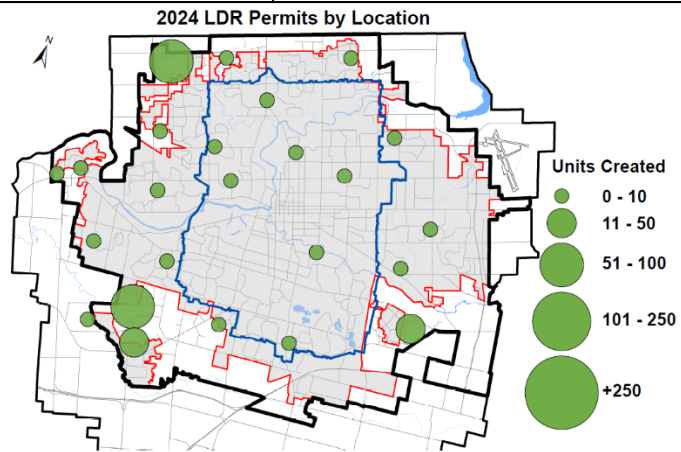 2024 LDR Permits by Location
N
Units Created
0 - 10
11 - 50
51 - 100
101 - 250
+250